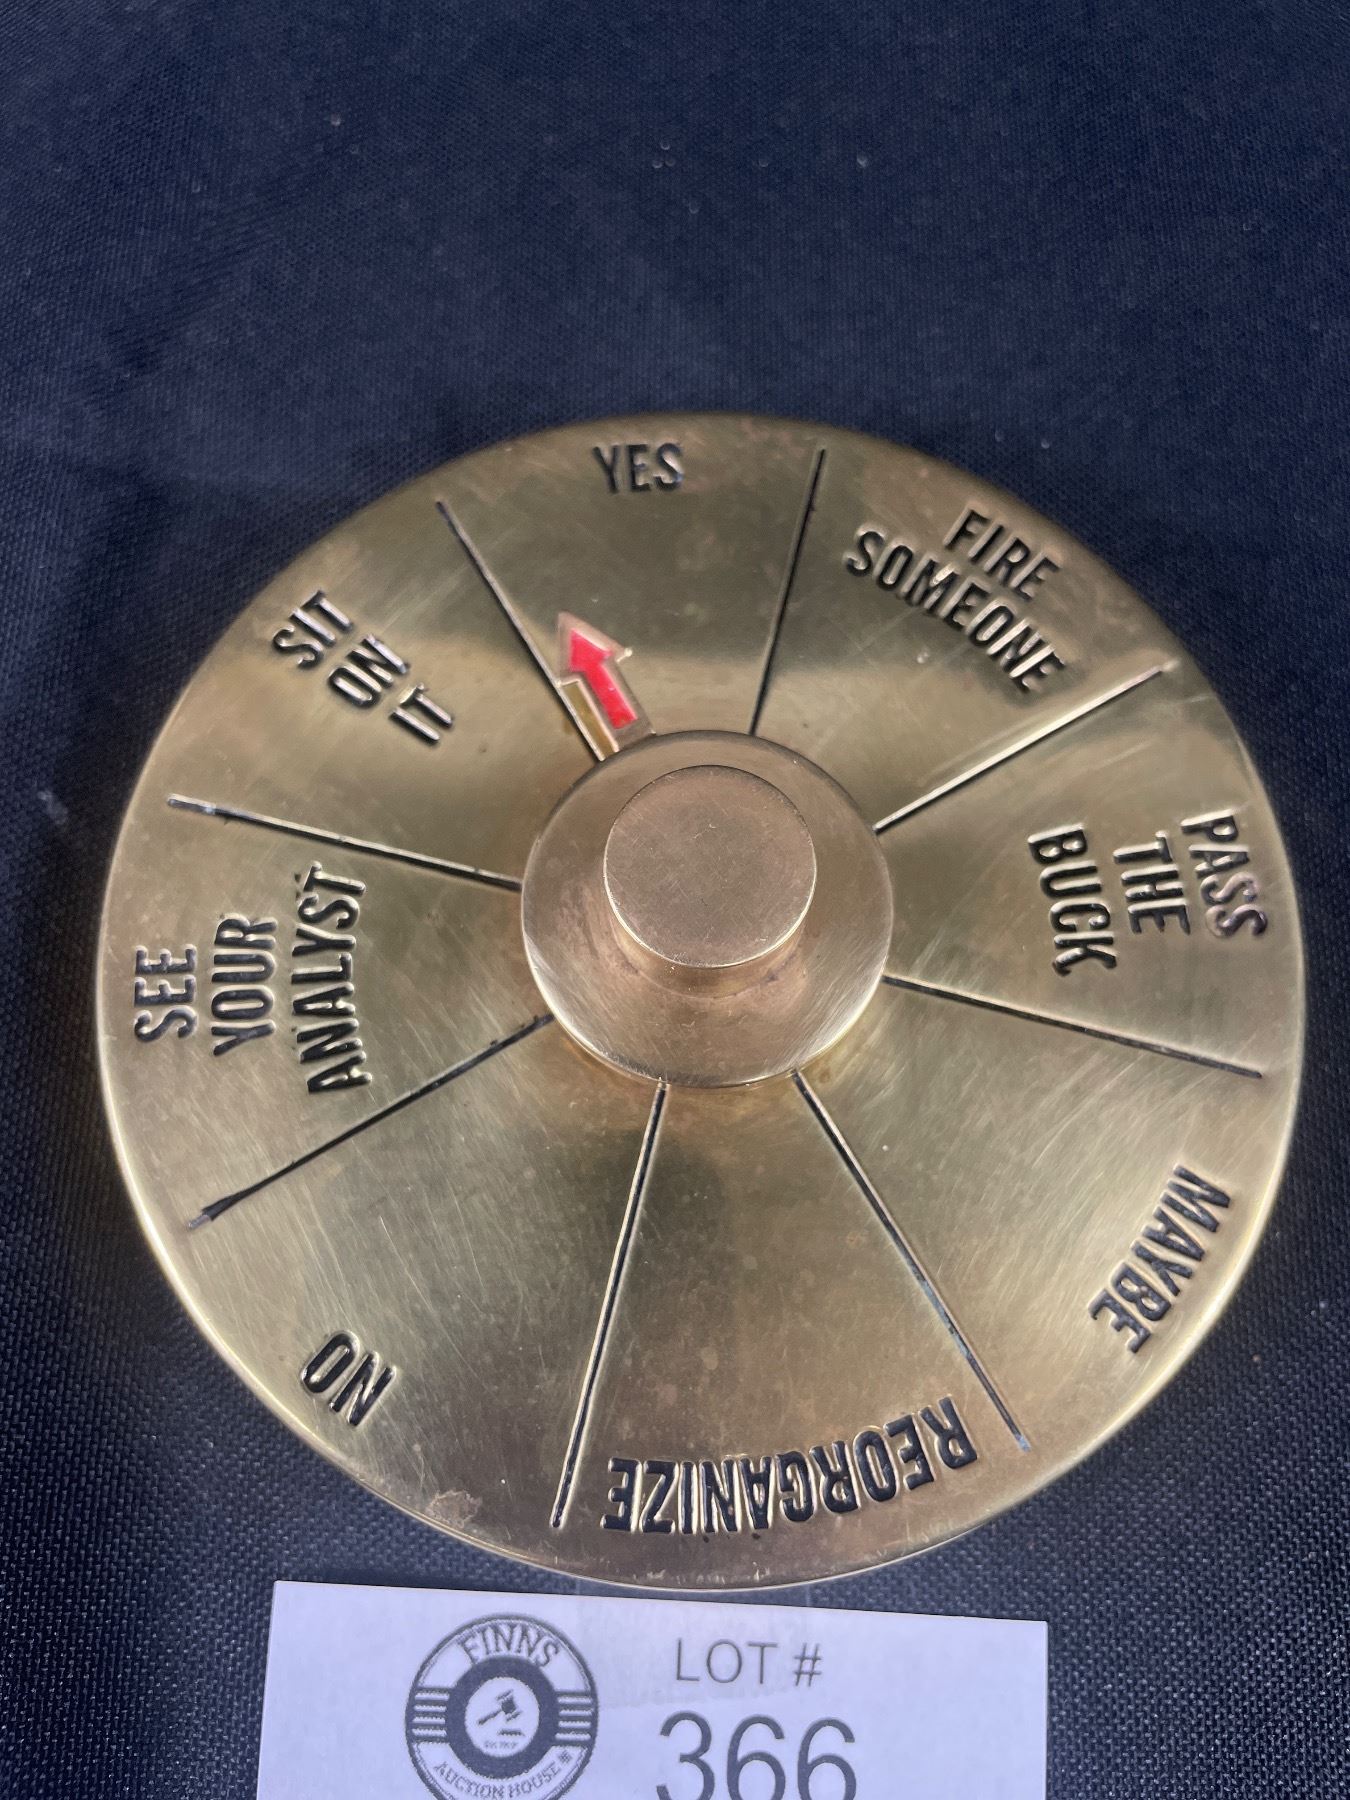 YES
FIRE
SOMEONE
PASS
THE
BUCK
MAYBE
REORGANIZE
NO
SEE
YOUR
ANALYST
SIT
ON
IT
FINNS
AUCTION HOUSE
LOT #
366